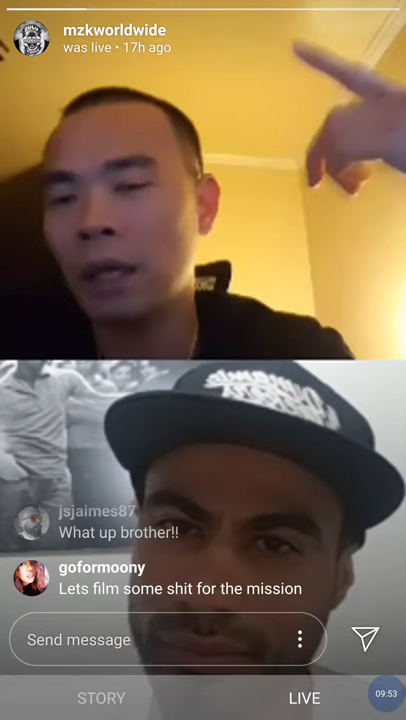 mzkworldwide
was live • 17h ago
jsjaimes87
What up brother!!
goformoony
Lets film some shit for the mission
Send message
STORY
LIVE
09:53